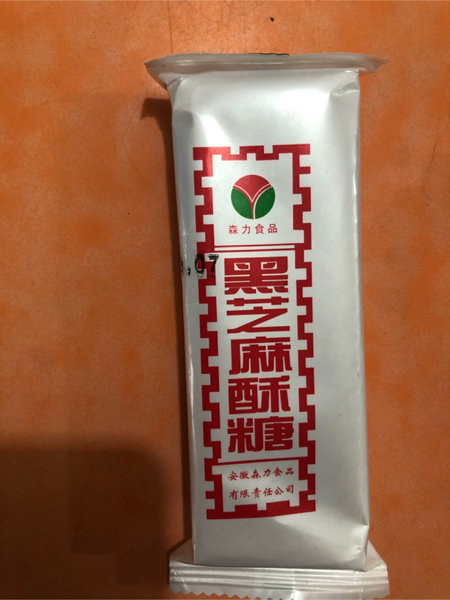 森力食品
.07
黑芝麻酥糖
安徽森力食品
有限责任公司